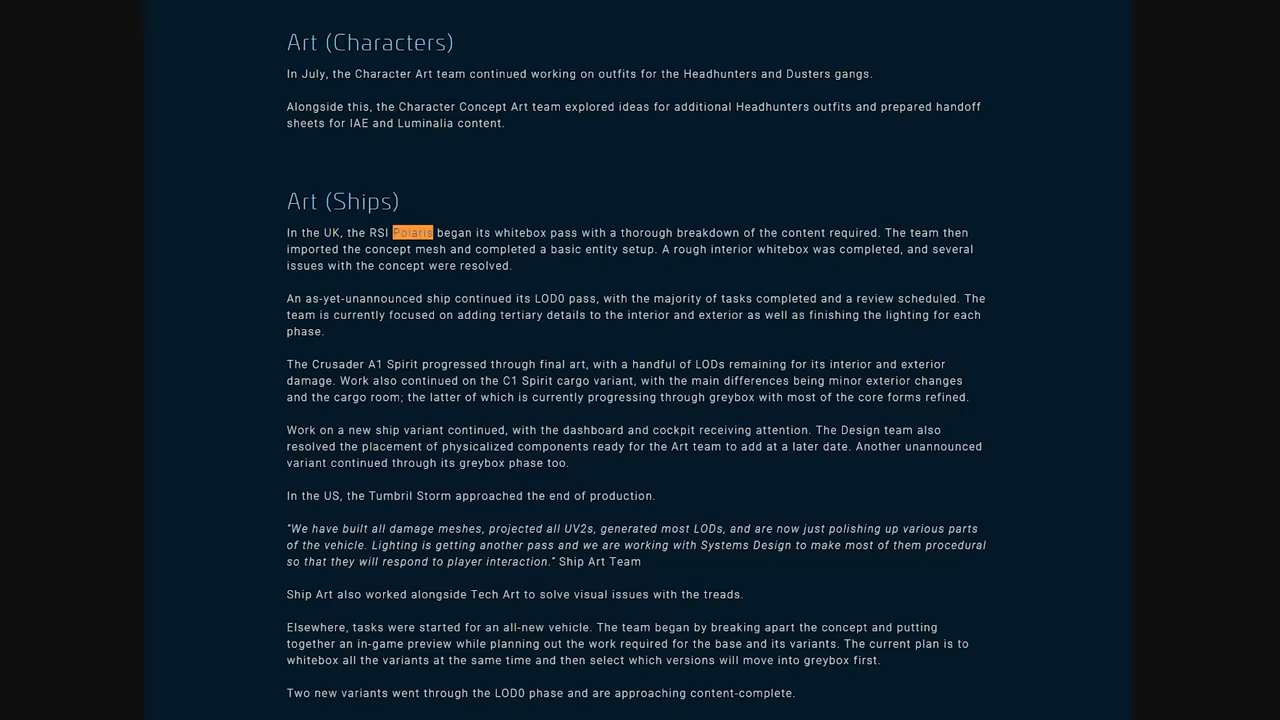 Art (Characters)
In July, the Character Art team continued working on outfits for the Headhunters and Dusters gangs.
Alongside this, the Character Concept Art team explored ideas for additional Headhunters outfits and prepared handoff
sheets for IAE and Luminalia content.
Art (Ships)
In the UK, the RSI Polaris began its whitebox pass with a thorough breakdown of the content required. The team then
imported the concept mesh and completed a basic entity setup. A rough interior whitebox was completed, and several
issues with the concept were resolved.
An as-yet-unannounced ship continued its LOD0 pass, with the majority of tasks completed and a review scheduled. The
team is currently focused on adding tertiary details to the interior and exterior as well as finishing the lighting for each
phase.
The Crusader A1 Spirit progressed through final art, with a handful of LODs remaining for its interior and exterior
damage. Work also continued on the C1 Spirit cargo variant, with the main differences being minor exterior changes
and the cargo room; the latter of which is currently progressing through greybox with most of the core forms refined.
Work on a new ship variant continued, with the dashboard and cockpit receiving attention. The Design team also
resolved the placement of physicalized components ready for the Art team to add at a later date. Another unannounced
variant continued through its greybox phase too.
In the US, the Tumbril Storm approached the end of production.
"We have built all damage meshes, projected all UV2s, generated most LODs, and are now just polishing up various parts
of the vehicle. Lighting is getting another pass and we are working with Systems Design to make most of them procedural
so that they will respond to player interaction." Ship Art Team
Ship Art also worked alongside Tech Art to solve visual issues with the treads.
Elsewhere, tasks were started for an all-new vehicle. The team began by breaking apart the concept and putting
together an in-game preview while planning out the work required for the base and its variants. The current plan is to
whitebox all the variants at the same time and then select which versions will move into greybox first.
Two new variants went through the LOD0 phase and are approaching content-complete.